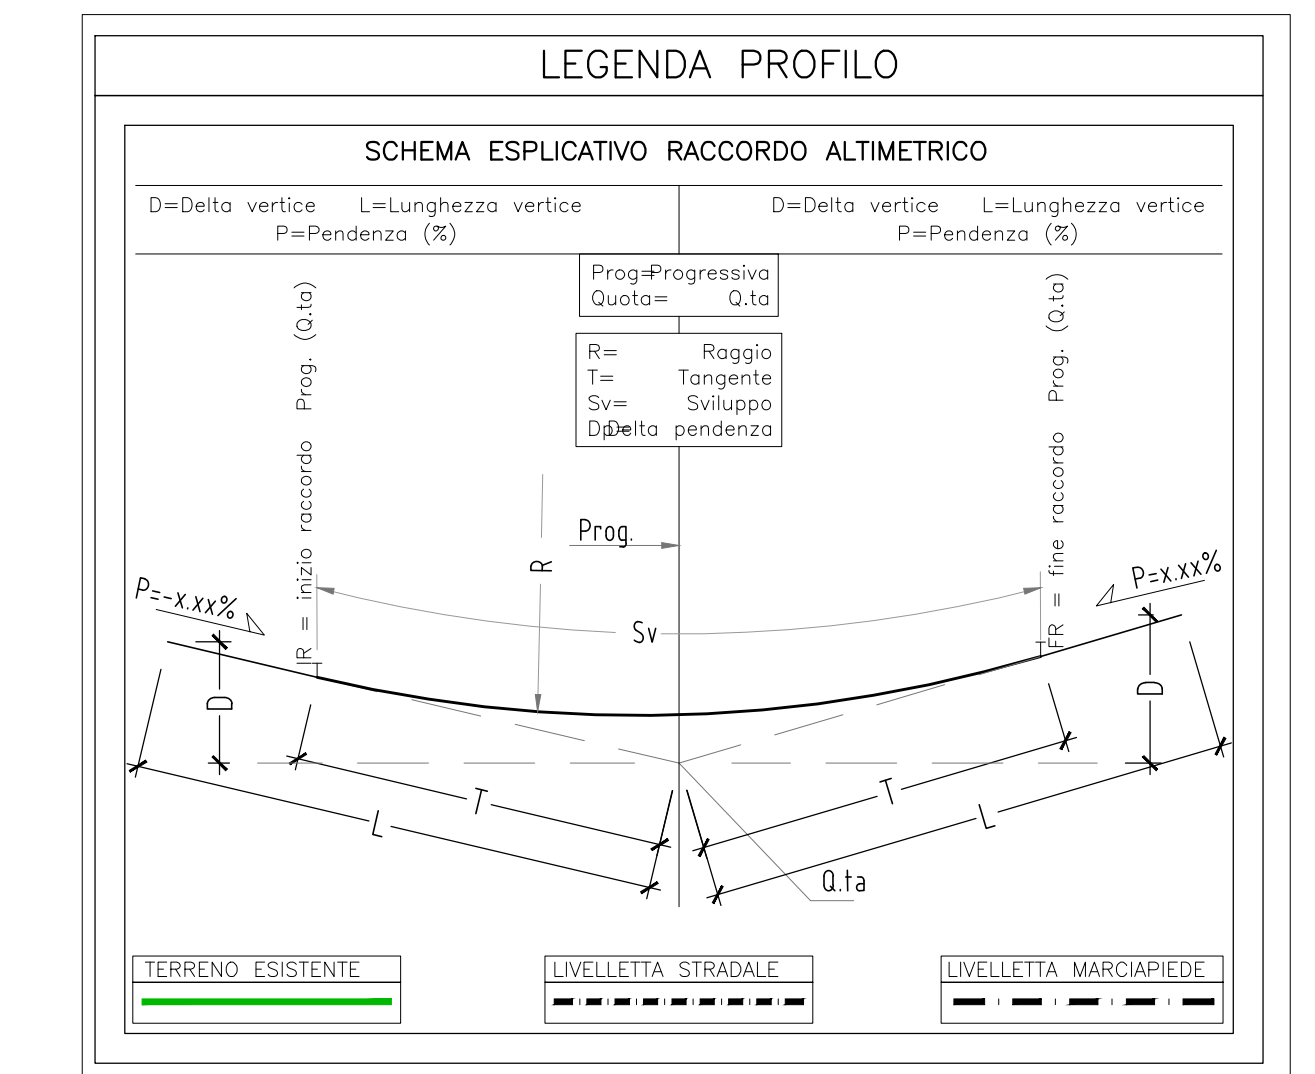 LEGENDA PROFILO
SCHEMA ESPLICATIVO RACCORDO ALTIMETRICO
D=Delta vertice L=Lunghezza vertice
P=Pendenza (%)
D=Delta vertice L=Lunghezza vertice
P=Pendenza (%)
Prog=Progressiva
Quota= Q.ta
R= Raggio
T= Tangente
Sv= Sviluppo
Dp=Delta pendenza
IR = inizio raccordo Prog. (Q.ta)
FR = fine raccordo Prog. (Q.ta)
Prog.
R
P=-x.xx%
P=x.xx%
Sv
D
D
T
L
T
L
Q.ta
TERRENO ESISTENTE
LIVELLETTA STRADALE
LIVELLETTA MARCIAPIEDE